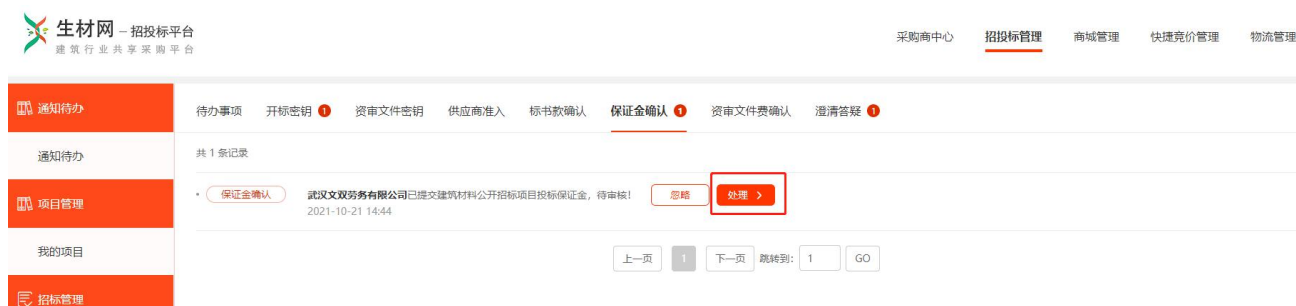 生材网 – 招投标平台
建筑行业共享采购平台
采购商中心 招投标管理 商城管理 快捷竞价管理 物流管理
通知待办
待办事项 开标密钥 1 资审文件密钥 供应商准入 标书款确认 保证金确认 1 资审文件费确认 澄清答疑 1
通知待办
共 1 条记录
项目管理
保证金确认 武汉文双劳务有限公司已提交建筑材料公开招标项目投标保证金，待审核！ 忽略 处理 >
2021-10-21 14:44
我的项目
上一页 1 下一页 跳转到: 1 GO
招标管理